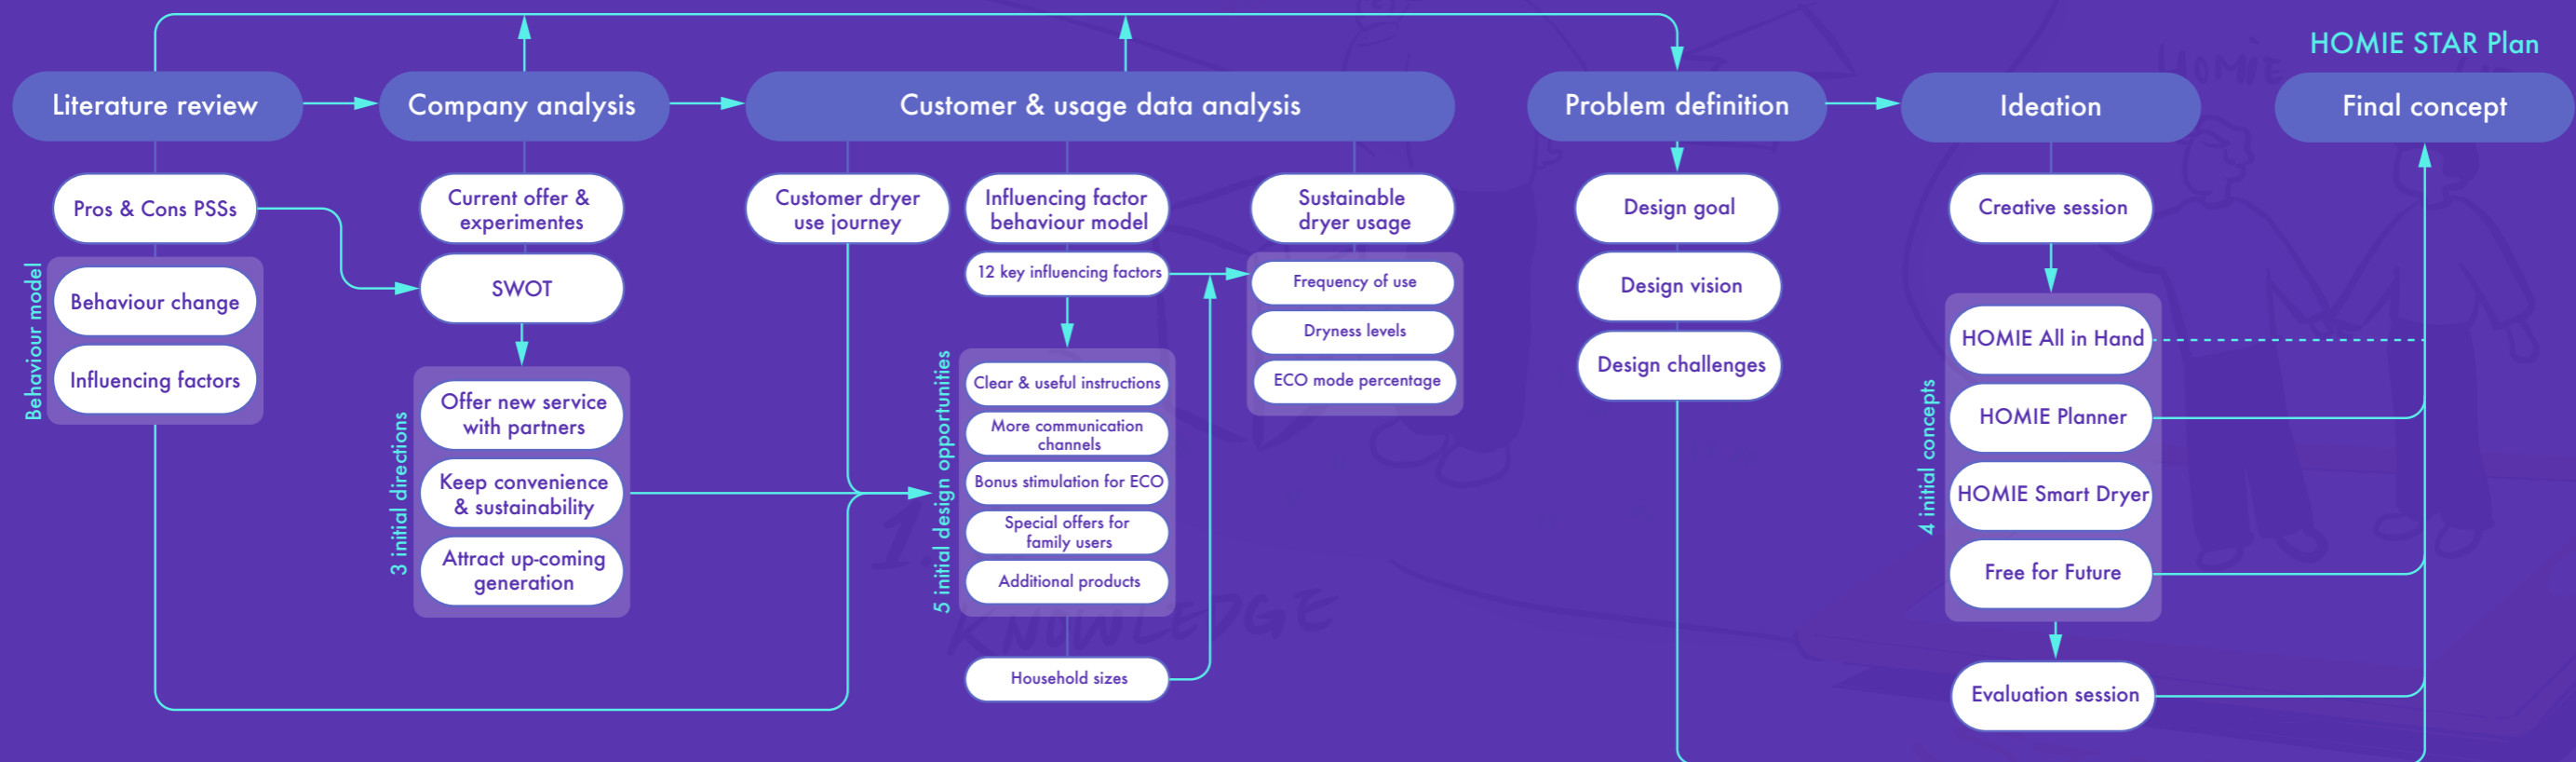 HOMIE STAR Plan
Literature review
Company analysis
Customer & usage data analysis
Problem definition
Ideation
Final concept
Pros & Cons PSSs
Behaviour model
Behaviour change
Influencing factors
Current offer &
experimentes
SWOT
3 initial directions
Offer new service
with partners
Keep convenience
& sustainability
Attract up-coming
generation
Customer dryer
use journey
Influencing factor
behaviour model
12 key influencing factors
5 initial design opportunities
Clear & useful instructions
More communication
channels
Bonus stimulation for ECO
Special offers for
family users
Additional products
Household sizes
Sustainable
dryer usage
Frequency of use
Dryness levels
ECO mode percentage
Design goal
Design vision
Design challenges
Creative session
4 initial concepts
HOMIE All in Hand
HOMIE Planner
HOMIE Smart Dryer
Free for Future
Evaluation session
HOMIE
1.
KNOWLEDGE